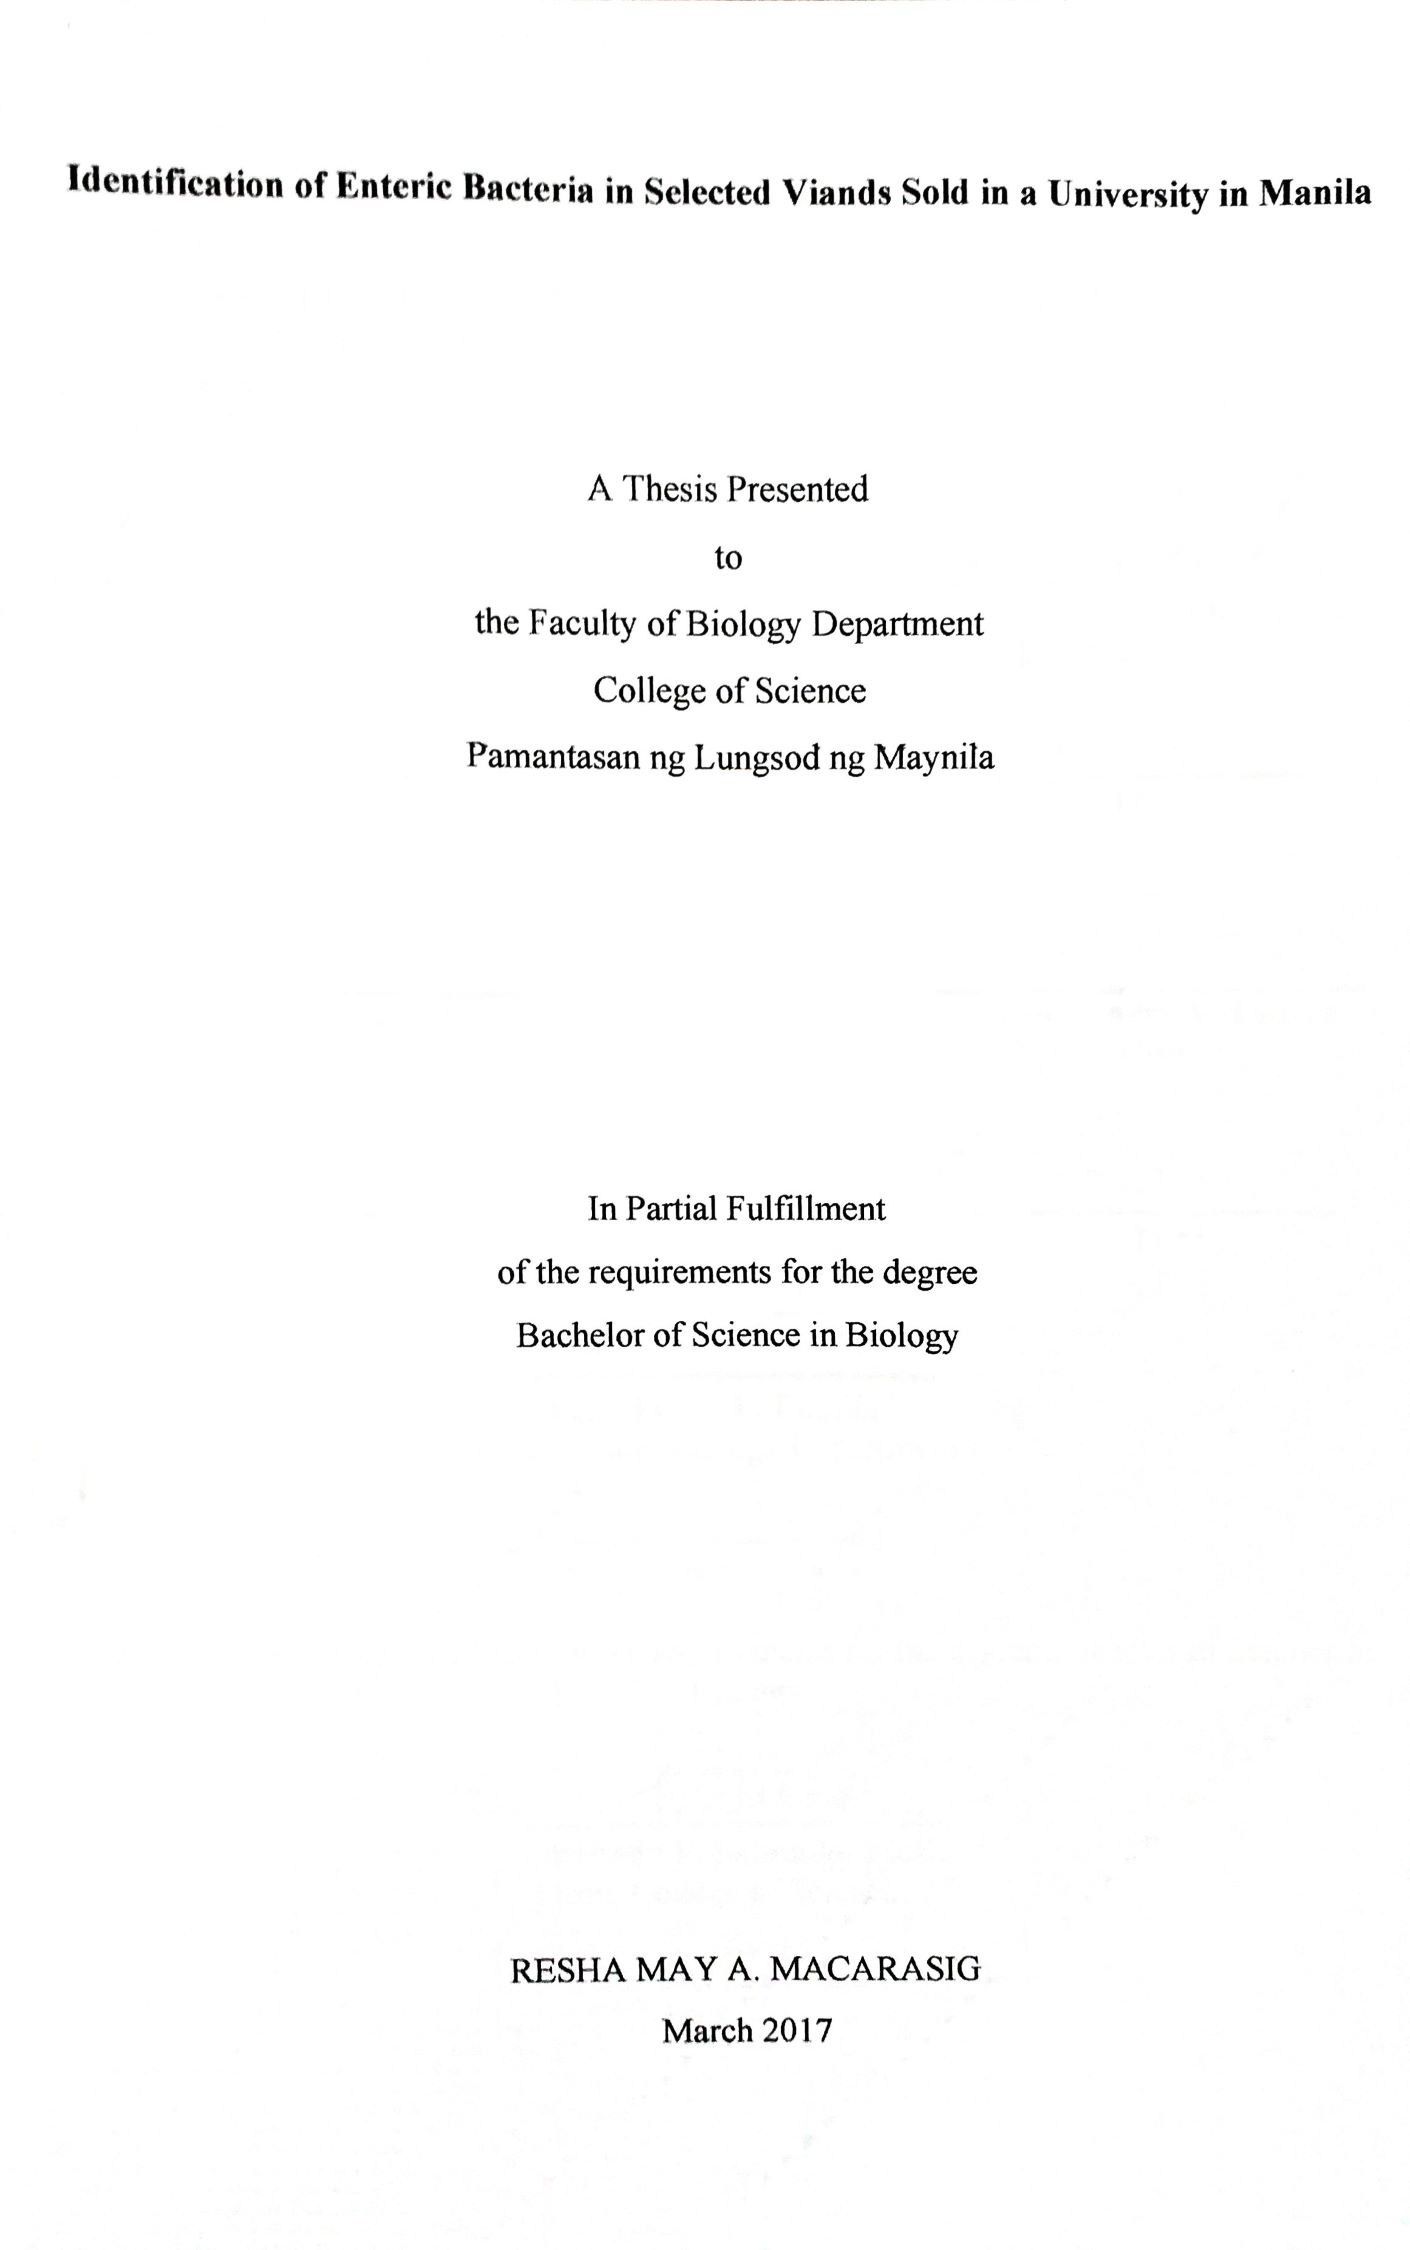 Identification of Enteric Bacteria in Selected Viands Sold in a University in Manila
A Thesis Presented
to
the Faculty of Biology Department
College of Science
Pamantasan ng Lungsod ng Maynila
In Partial Fulfillment
of the requirements for the degree
Bachelor of Science in Biology
RESHA MAY A. MACARASIG
March 2017